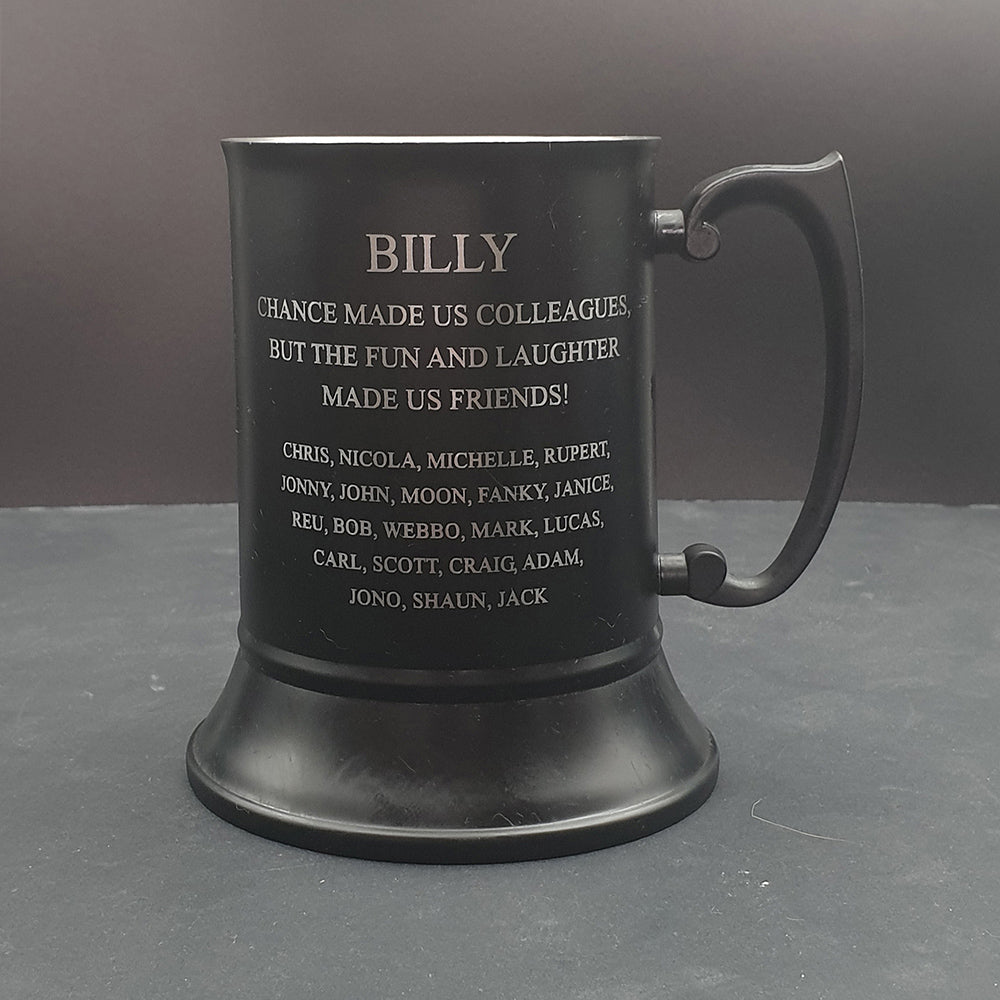 BILLY
CHANCE MADE US COLLEAGUES,
BUT THE FUN AND LAUGHTER
MADE US FRIENDS!
CHRIS, NICOLA, MICHELLE, RUPERT,
JONNY, JOHN, MOON, FANKY, JANICE,
REU, BOB, WEBBO, MARK, LUCAS,
CARL, SCOTT, CRAIG, ADAM,
JONO, SHAUN, JACK